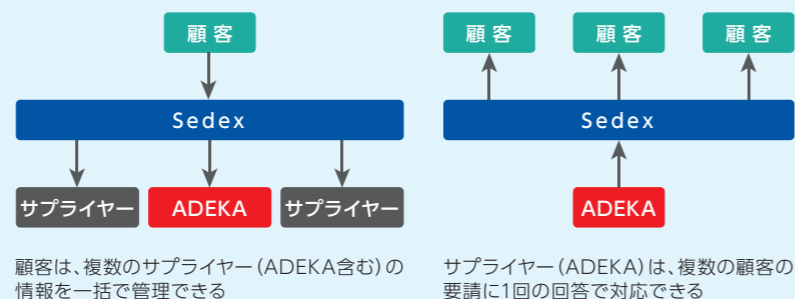 顧客
Sedex
サプライヤー
ADEKA
サプライヤー
顧客は、複数のサプライヤー(ADEKA含む)の
情報を一括で管理できる
顧客
顧客
顧客
Sedex
ADEKA
サプライヤー(ADEKA)は、複数の顧客の
要請に1回の回答で対応できる